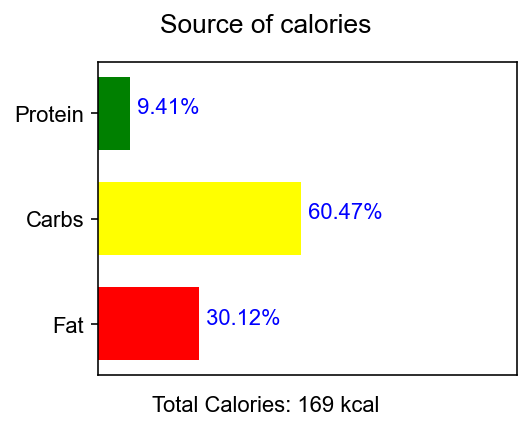 Source of calories
Protein 9.41%
Carbs 60.47%
Fat 30.12%
Total Calories: 169 kcal